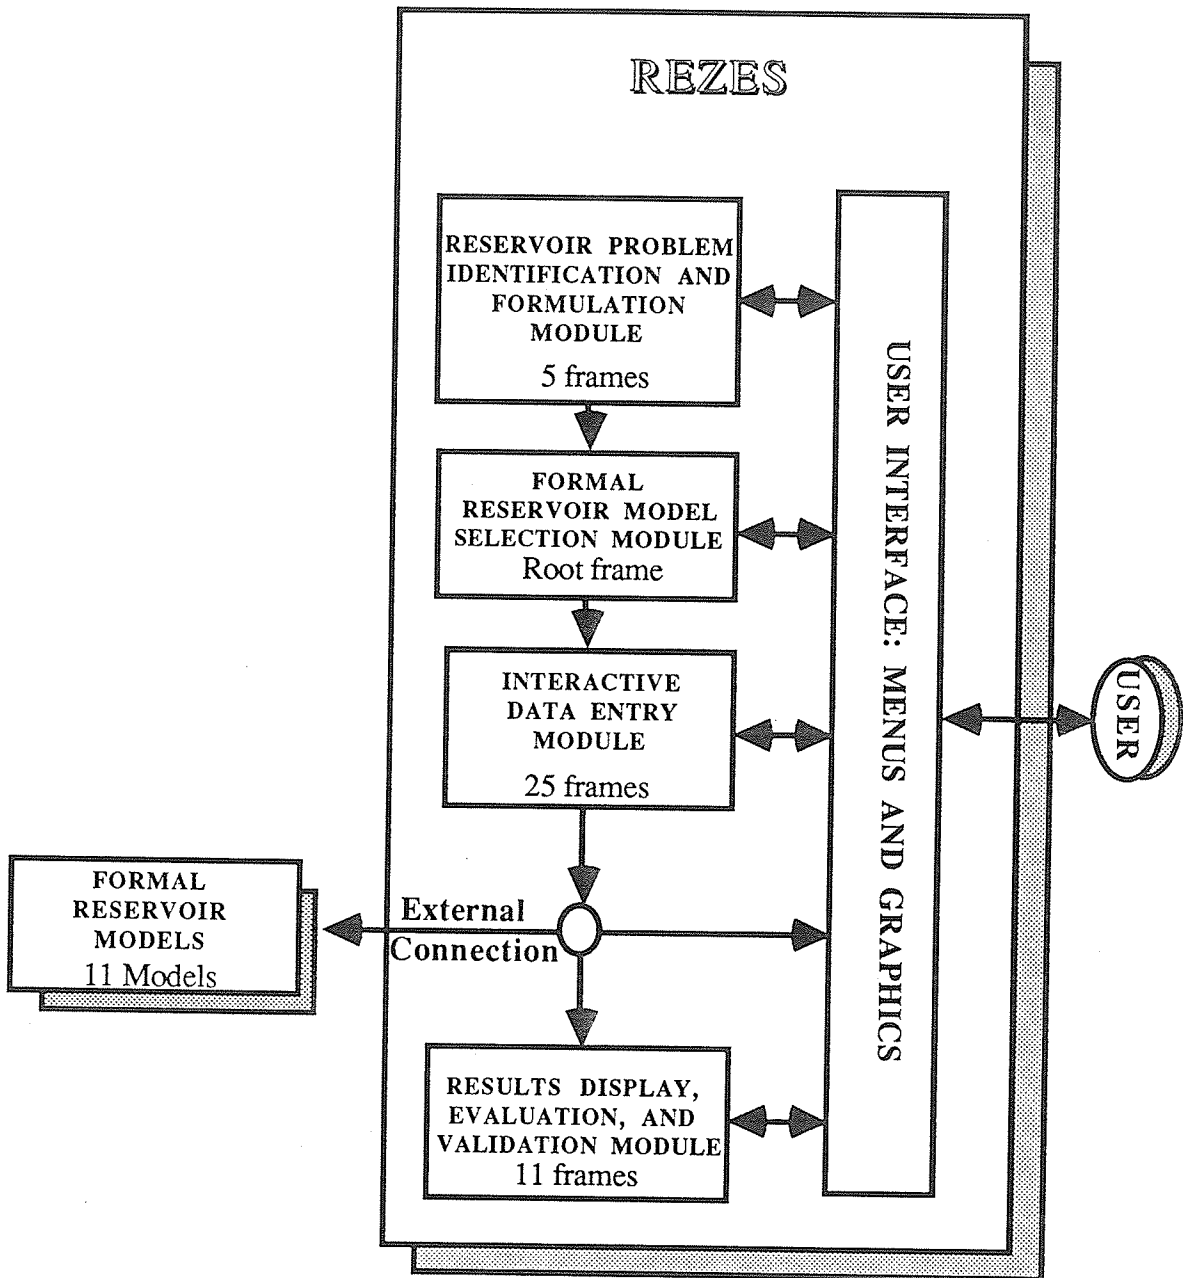 REZES
RESERVOIR PROBLEM
IDENTIFICATION AND
FORMULATION
MODULE
5 frames
FORMAL
RESERVOIR MODEL
SELECTION MODULE
Root frame
INTERACTIVE
DATA ENTRY
MODULE
25 frames
USER INTERFACE: MENUS AND GRAPHICS
USER
FORMAL
RESERVOIR
MODELS
11 Models
External
Connection
RESULTS DISPLAY,
EVALUATION, AND
VALIDATION MODULE
11 frames